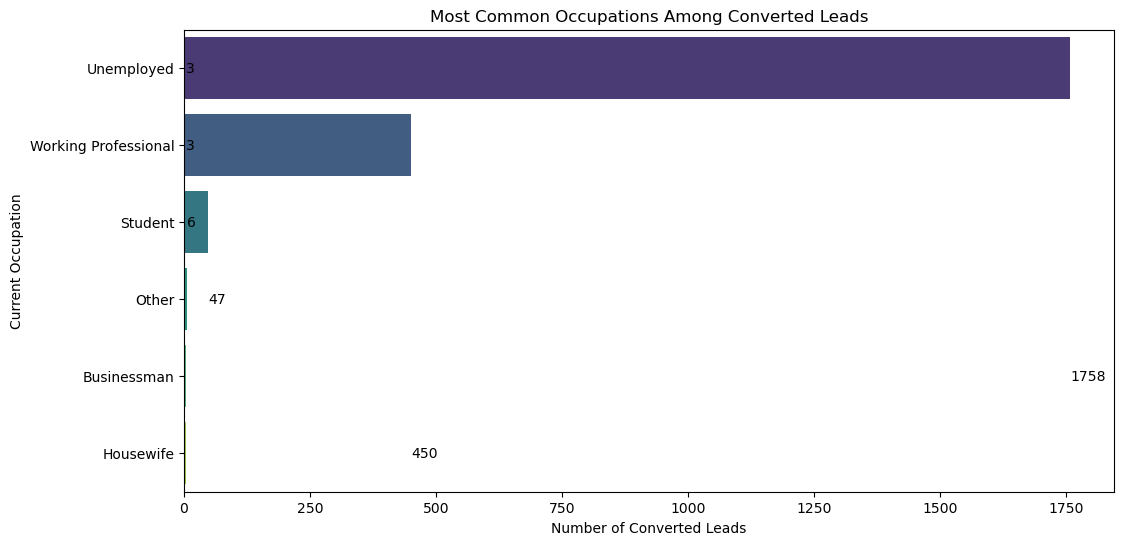 Most Common Occupations Among Converted Leads
Current Occupation
Unemployed 3
Working Professional 3
Student 6
Other 47
Businessman 1758
Housewife 450
0 250 500 750 1000 1250 1500 1750
Number of Converted Leads